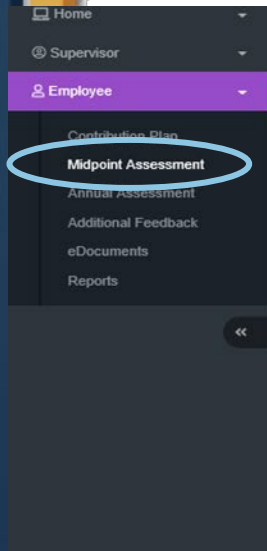 Home
Supervisor
Employee
Contribution Plan
Midpoint Assessment
Annual Assessment
Additional Feedback
eDocuments
Reports
«